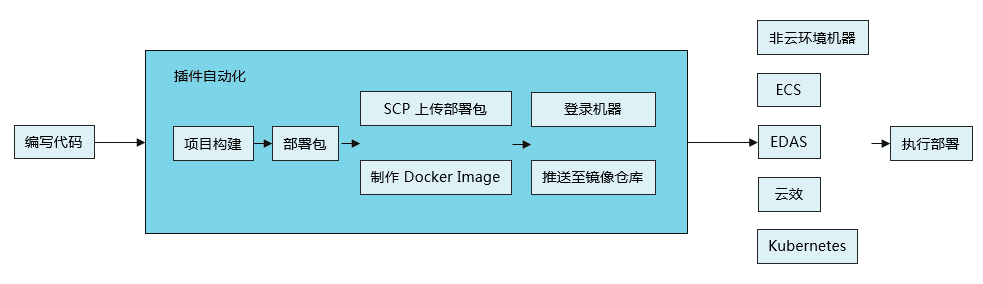 编写代码
插件自动化
项目构建
部署包
SCP 上传部署包
制作 Docker Image
登录机器
推送至镜像仓库
非云环境机器
ECS
EDAS
云效
Kubernetes
执行部署